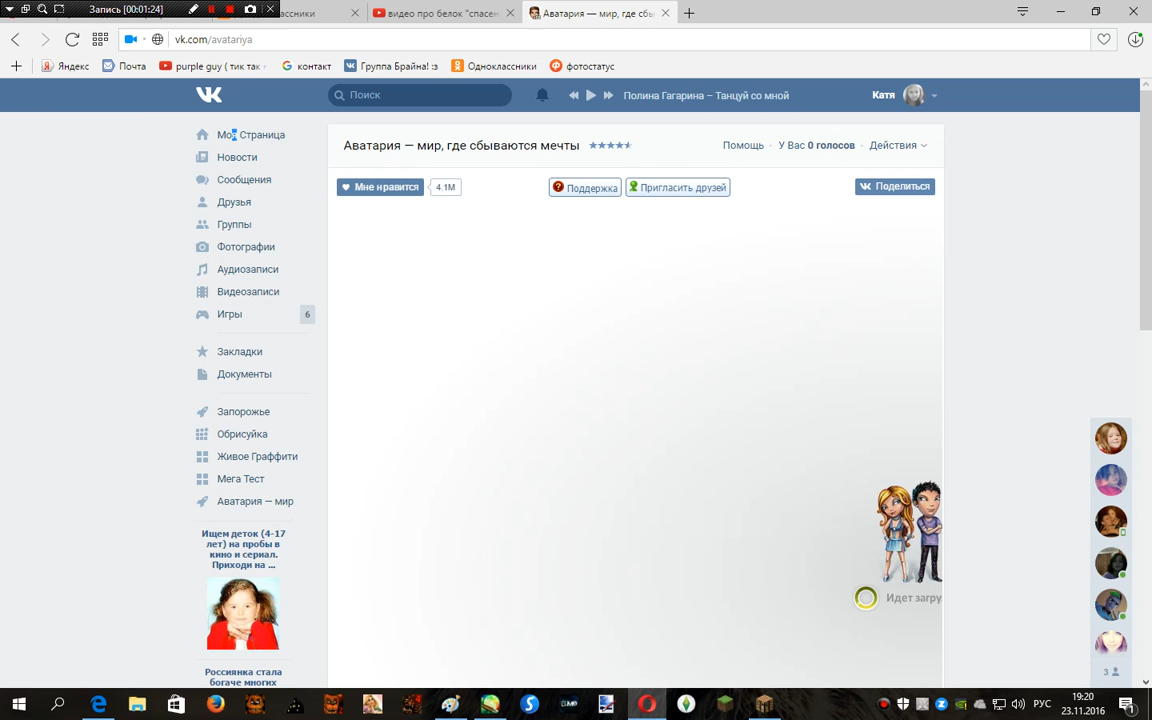 Запись [00:01:24]
лассники
видео про белок "спасен
Аватария — мир, где сбы
vk.com/avatariya
Яндекс
Почта
purple guy ( тик так
контакт
Группа Брайна! :з
Одноклассники
фотостатус
Поиск
Полина Гагарина – Танцуй со мной
Катя
Моя Страница
Новости
Сообщения
Друзья
Группы
Фотографии
Аудиозаписи
Видеозаписи
Игры 6
Закладки
Документы
Запорожье
Обрисуйка
Живое Граффити
Мега Тест
Аватария — мир
Ищем деток (4-17
лет) на пробы в
кино и сериал.
Приходи на ...
Россиянка стала
богаче многих
Аватария — мир, где сбываются мечты
Помощь · У Вас 0 голосов · Действия
Мне нравится 4.1M
Поддержка
Пригласить друзей
Поделиться
Идет загру
3
РУС
19:20
23.11.2016
1